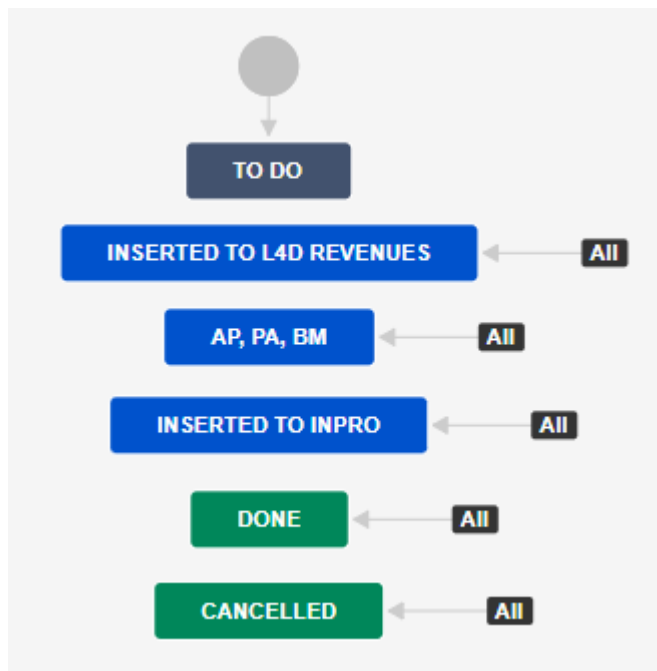 TO DO
INSERTED TO L4D REVENUES All
AP, PA, BM All
INSERTED TO INPRO All
DONE All
CANCELLED All